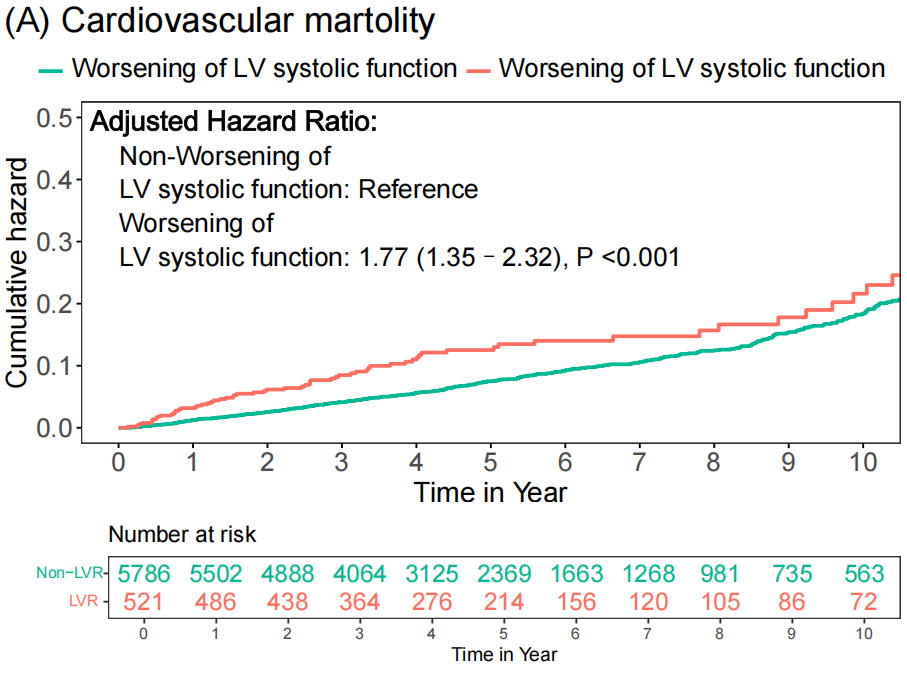 (A) Cardiovascular martolity
Worsening of LV systolic function Worsening of LV systolic function
Adjusted Hazard Ratio:
Non-Worsening of
LV systolic function: Reference
Worsening of
LV systolic function: 1.77 (1.35 − 2.32), P <0.001
Cumulative hazard
0.5
0.4
0.3
0.2
0.1
0.0
0 1 2 3 4 5 6 7 8 9 10
Time in Year
Number at risk
Non−LVR 5786 5502 4888 4064 3125 2369 1663 1268 981 735 563
LVR 521 486 438 364 276 214 156 120 105 86 72
0 1 2 3 4 5 6 7 8 9 10
Time in Year